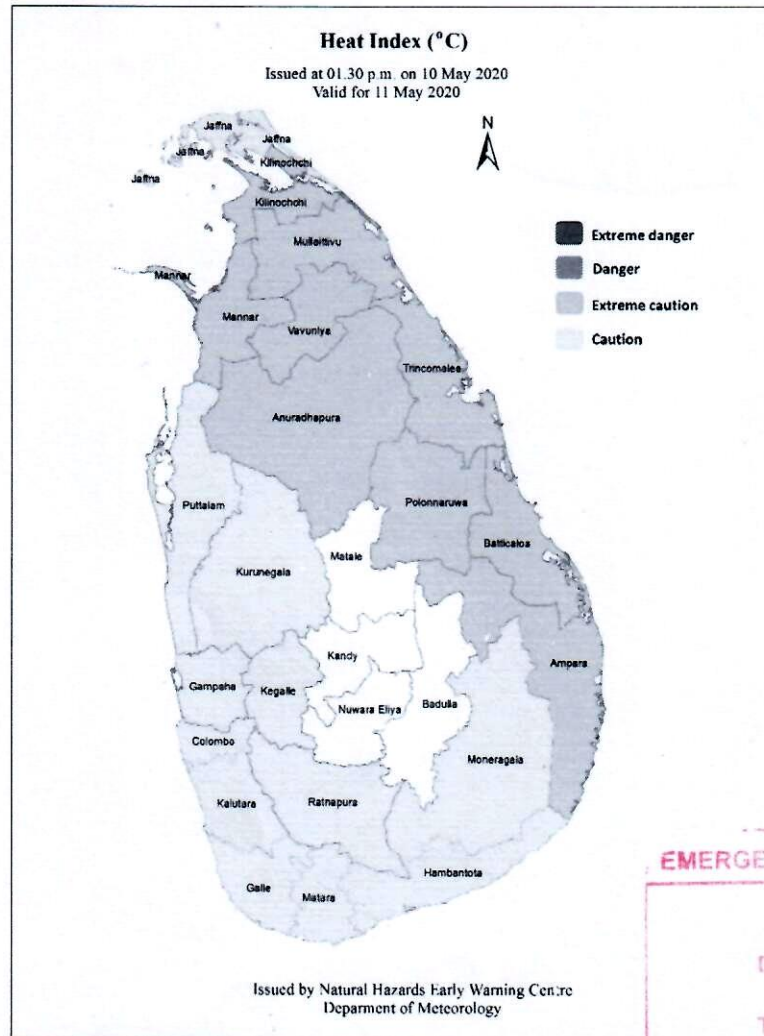 Heat Index (°C)
Issued at 01.30 p.m. on 10 May 2020
Valid for 11 May 2020
N
Jaffna
Jaffna
Jaffna
Kilinochchi
Jaffna
Kilinochchi
Mullaittivu
Mannar
Mannar
Vavuniya
Trincomalee
Anuradhapura
Extreme danger
Danger
Extreme caution
Caution
Polonnaruwa
Puttalam
Batticaloa
Matale
Kurunegala
Kandy
Ampara
Gampaha
Kegalle
Nuwara Eliya
Badulla
Colombo
Moneragala
Kalutara
Ratnapura
Hambantota
Galle
Matara
EMERGE
Issued by Natural Hazards Early Warning Centre
Deparment of Meteorology